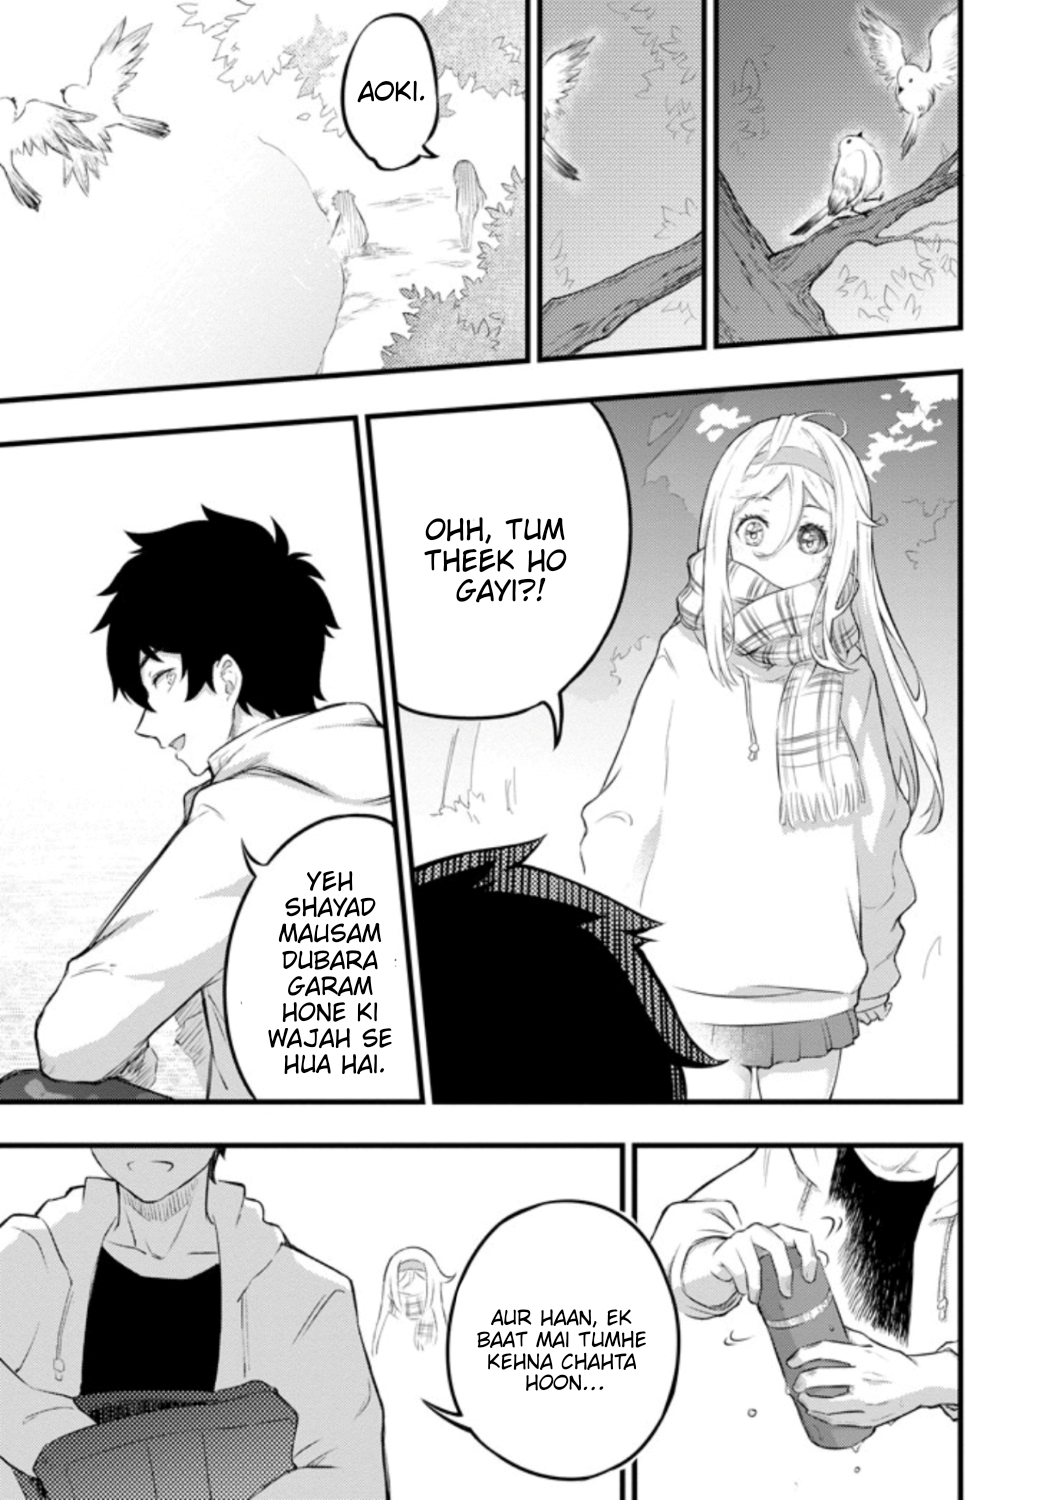 AOKI.
OHH, TUM
THEEK HO
GAYI?!
YEH
SHAYAD
MAUSAM
DUBARA
GARAM
HONE KI
WAJAH SE
HUA HAI.
AUR HAAN, EK
BAAT MAI TUMHE
KEHNA CHAHTA
HOON...